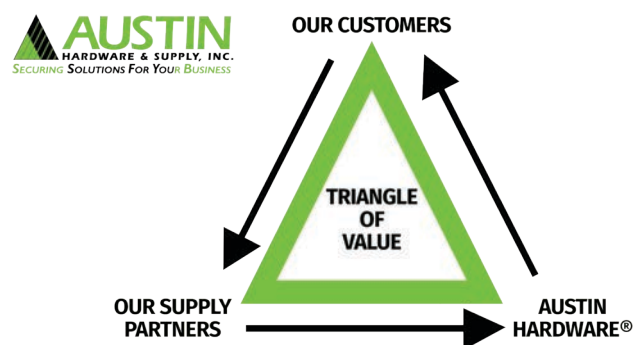 AUSTIN
HARDWARE & SUPPLY, INC.
SECURING SOLUTIONS FOR YOUR BUSINESS
OUR CUSTOMERS
TRIANGLE
OF
VALUE
OUR SUPPLY
PARTNERS
AUSTIN
HARDWARE®